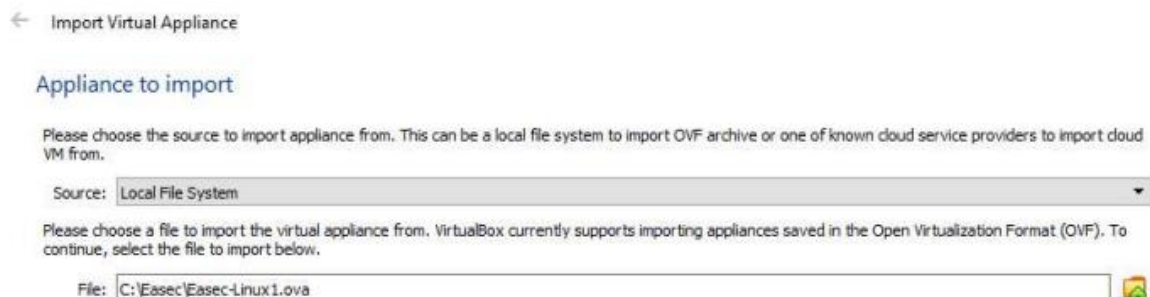 Import Virtual Appliance
Appliance to import
Please choose the source to import appliance from. This can be a local file system to import OVF archive or one of known cloud service providers to import cloud
VM from.
Source: Local File System
Please choose a file to import the virtual appliance from. VirtualBox currently supports importing appliances saved in the Open Virtualization Format (OVF). To
continue, select the file to import below.
File: C:\Easec\Easec-Linux1.ova